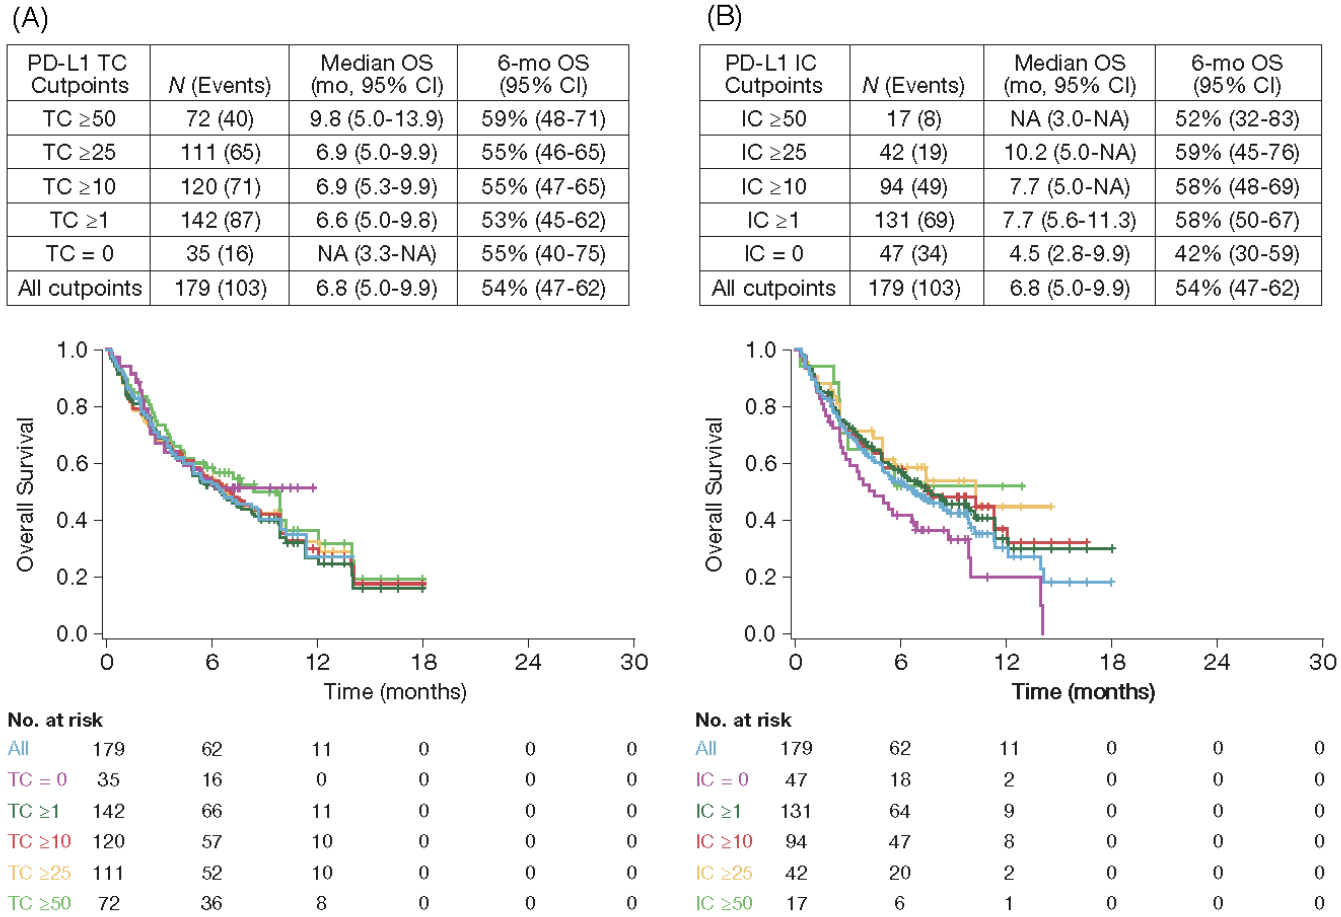 (A)
PD-L1 TC Cutpoints N (Events) Median OS (mo, 95% CI) 6-mo OS (95% CI)
TC ≥50 72 (40) 9.8 (5.0-13.9) 59% (48-71)
TC ≥25 111 (65) 6.9 (5.0-9.9) 55% (46-65)
TC ≥10 120 (71) 6.9 (5.3-9.9) 55% (47-65)
TC ≥1 142 (87) 6.6 (5.0-9.8) 53% (45-62)
TC = 0 35 (16) NA (3.3-NA) 55% (40-75)
All cutpoints 179 (103) 6.8 (5.0-9.9) 54% (47-62)
Overall Survival
1.0
0.8
0.6
0.4
0.2
0.0
0 6 12 18 24 30
Time (months)
No. at risk
All 179 62 11 0 0 0
TC = 0 35 16 0 0 0 0
TC ≥1 142 66 11 0 0 0
TC ≥10 120 57 10 0 0 0
TC ≥25 111 52 10 0 0 0
TC ≥50 72 36 8 0 0 0
(B)
PD-L1 IC Cutpoints N (Events) Median OS (mo, 95% CI) 6-mo OS (95% CI)
IC ≥50 17 (8) NA (3.0-NA) 52% (32-83)
IC ≥25 42 (19) 10.2 (5.0-NA) 59% (45-76)
IC ≥10 94 (49) 7.7 (5.0-NA) 58% (48-69)
IC ≥1 131 (69) 7.7 (5.6-11.3) 58% (50-67)
IC = 0 47 (34) 4.5 (2.8-9.9) 42% (30-59)
All cutpoints 179 (103) 6.8 (5.0-9.9) 54% (47-62)
Overall Survival
1.0
0.8
0.6
0.4
0.2
0.0
0 6 12 18 24 30
Time (months)
No. at risk
All 179 62 11 0 0 0
IC = 0 47 18 2 0 0 0
IC ≥1 131 64 9 0 0 0
IC ≥10 94 47 8 0 0 0
IC ≥25 42 20 2 0 0 0
IC ≥50 17 6 1 0 0 0